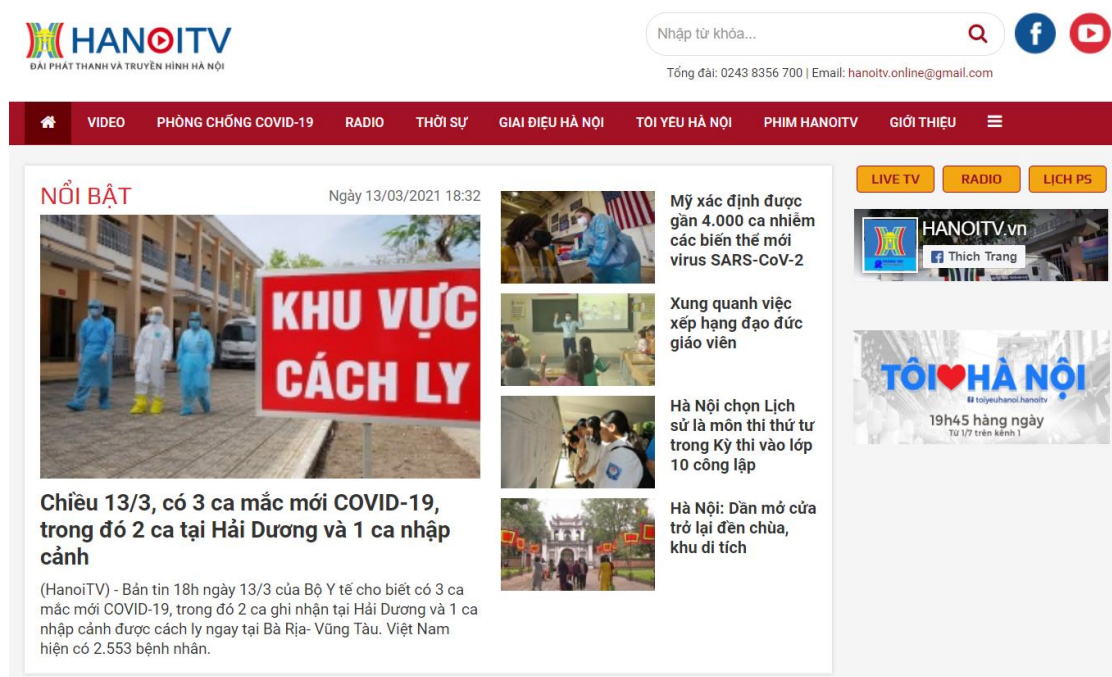 HANOITV
ĐÀI PHÁT THANH VÀ TRUYỀN HÌNH HÀ NỘI
Nhập từ khóa...
Tổng đài: 0243 8356 700 | Email: hanoitv.online@gmail.com
VIDEO PHÒNG CHỐNG COVID-19 RADIO THỜI SỰ GIAI ĐIỆU HÀ NỘI TÔI YÊU HÀ NỘI PHIM HANOITV GIỚI THIỆU
NỔI BẬT
Ngày 13/03/2021 18:32
KHU VỰC
CÁCH LY
Chiều 13/3, có 3 ca mắc mới COVID-19,
trong đó 2 ca tại Hải Dương và 1 ca nhập
cảnh
(HanoiTV) - Bản tin 18h ngày 13/3 của Bộ Y tế cho biết có 3 ca
mắc mới COVID-19, trong đó 2 ca ghi nhận tại Hải Dương và 1 ca
nhập cảnh được cách ly ngay tại Bà Rịa- Vũng Tàu. Việt Nam
hiện có 2.553 bệnh nhân.
Mỹ xác định được
gần 4.000 ca nhiễm
các biến thể mới
virus SARS-CoV-2
Xung quanh việc
xếp hạng đạo đức
giáo viên
Hà Nội chọn Lịch
sử là môn thi thứ tư
trong Kỳ thi vào lớp
10 công lập
Hà Nội: Dần mở cửa
trở lại đền chùa,
khu di tích
LIVE TV RADIO LỊCH PS
HANOITV.vn
Thích Trang
TÔI HÀ NỘI
toiyeuhanoi.hanoitv
19h45 hàng ngày
Từ 1/7 trên kênh 1